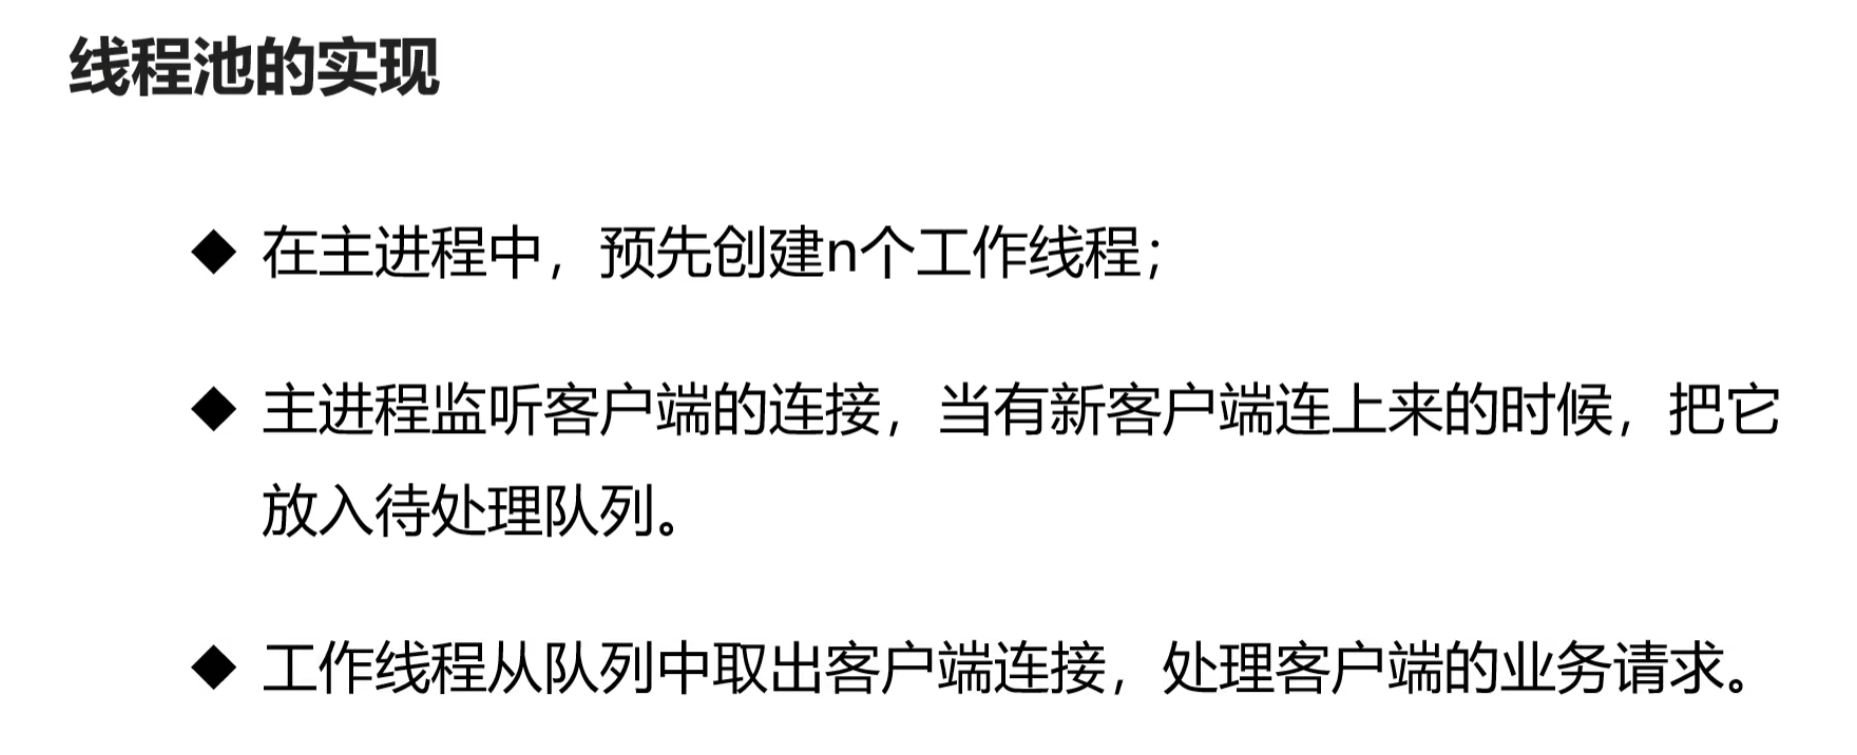 线程池的实现
◆ 在主进程中，预先创建n个工作线程；
◆ 主进程监听客户端的连接，当有新客户端连上来的时候，把它
放入待处理队列。
◆ 工作线程从队列中取出客户端连接，处理客户端的业务请求。